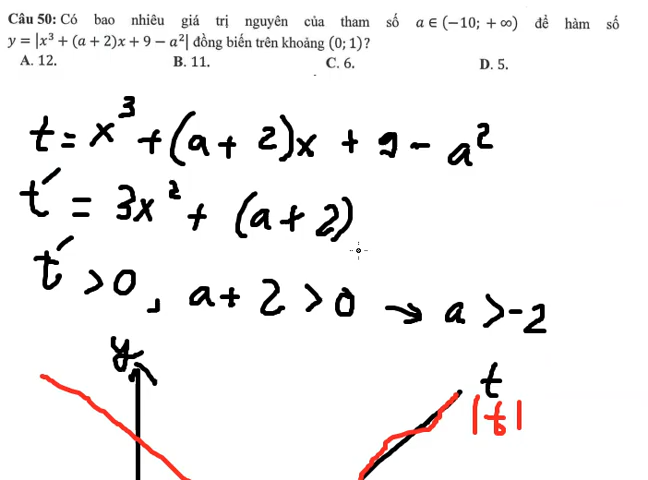 Câu 50: Có bao nhiêu giá trị nguyên của tham số a ∈ (−10; +∞) để hàm số
y = |x³ + (a + 2)x + 9 − a²| đồng biến trên khoảng (0; 1)?
A. 12. B. 11. C. 6. D. 5.
t = x³ + (a + 2)x + 9 − a²
t′ = 3x² + (a + 2)
t′ > 0, a + 2 > 0 → a > −2
y
t
|t|